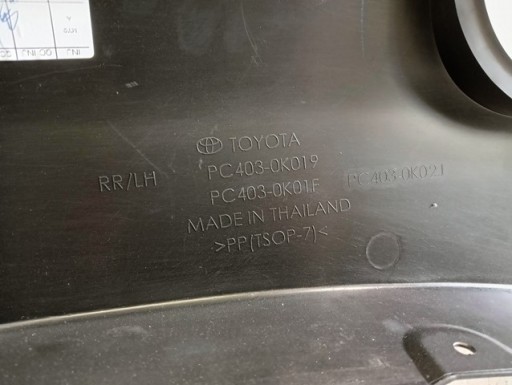 TOYOTA
PC403-0K019
RR/LH
PC403-0K01F
PC403-0K021
MADE IN THAILAND
>PP(TSOP-7)<